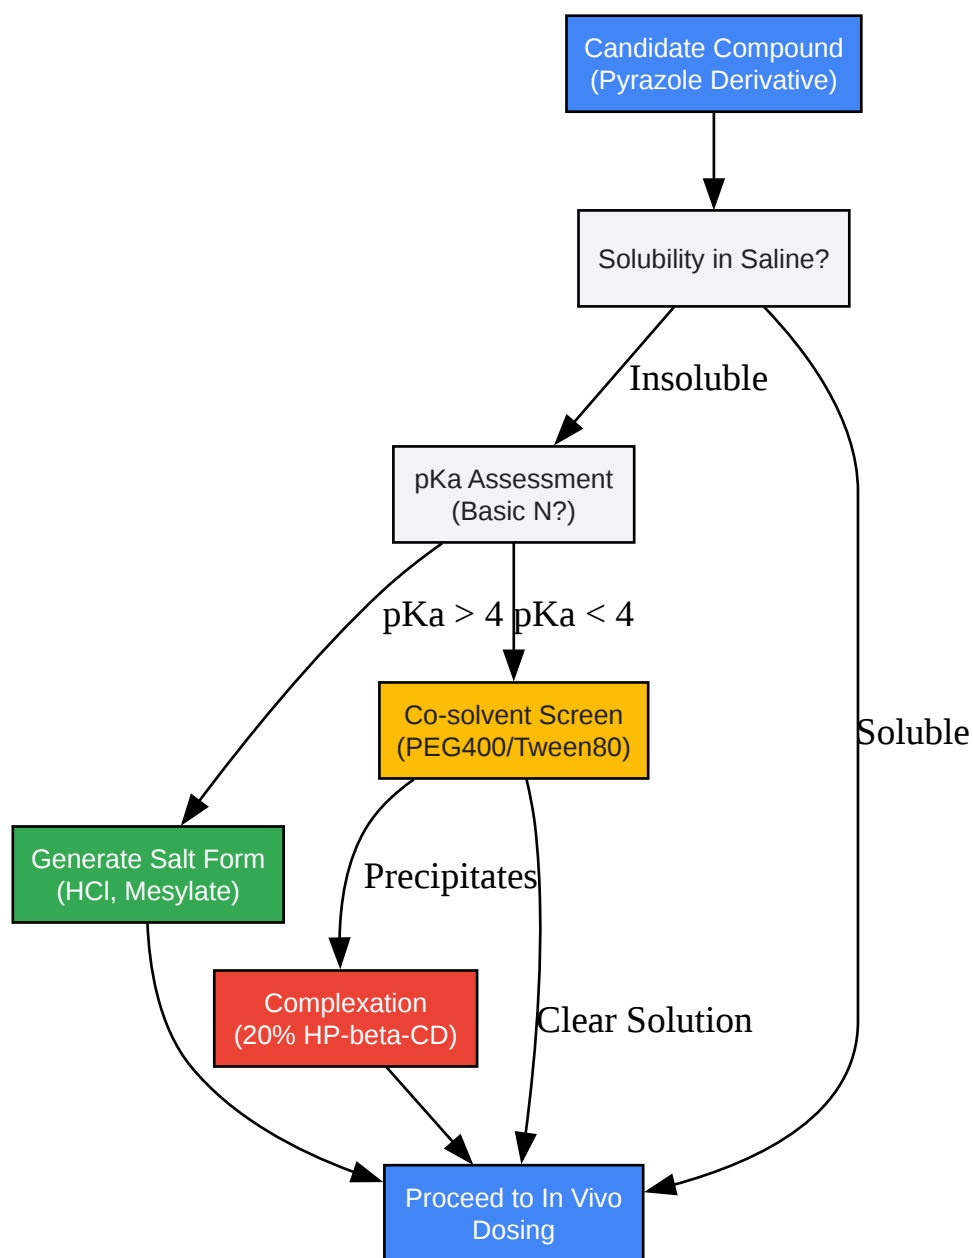 Candidate Compound
(Pyrazole Derivative)
Solubility in Saline?
Insoluble
pKa Assessment
(Basic N?)
pKa > 4
pKa < 4
Co-solvent Screen
(PEG400/Tween80)
Soluble
Generate Salt Form
(HCl, Mesylate)
Precipitates
Complexation
(20% HP-beta-CD)
Clear Solution
Proceed to In Vivo
Dosing